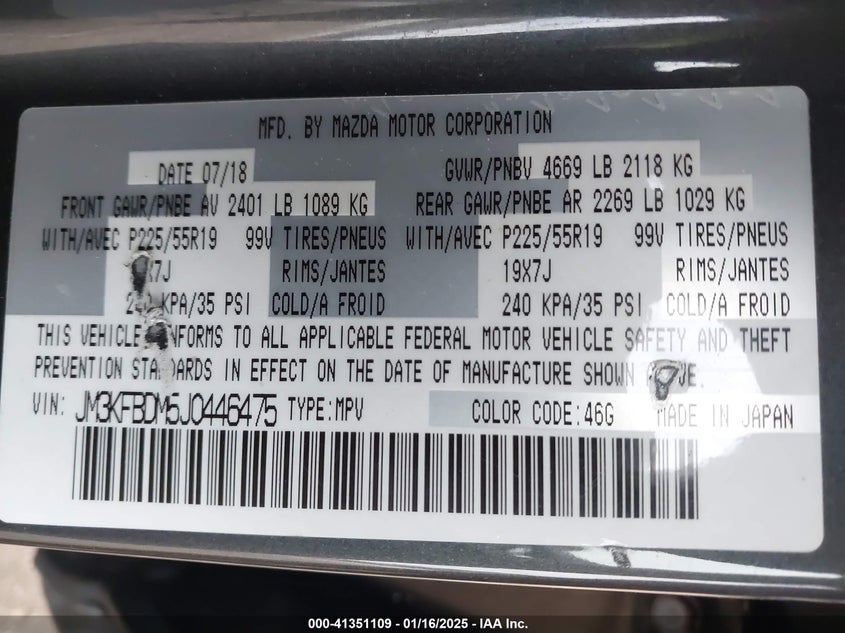 MFD. BY MAZDA MOTOR CORPORATION
DATE 07/18 GVWR/PNBV 4669 LB 2118 KG
FRONT GAWR/PNBE AV 2401 LB 1089 KG REAR GAWR/PNBE AR 2269 LB 1029 KG
WITH/AVEC P225/55R19 99V TIRES/PNEUS WITH/AVEC P225/55R19 99V TIRES/PNEUS
RIMS/JANTES 19X7J RIMS/JANTES
KPA/35 PSI COLD/A FROID 240 KPA/35 PSI COLD/A FROID
THIS VEHICLE TO ALL APPLICABLE FEDERAL MOTOR VEHICLE SAFETY AND THEFT
PREVENTION STANDARDS IN EFFECT ON THE DATE OF MANUFACTURE SHOWN
VIN: JM3KFBDM5J0446475 TYPE:MPV COLOR CODE:46G MADE IN JAPAN
000-41351109 - 01/16/2025 - IAA Inc.